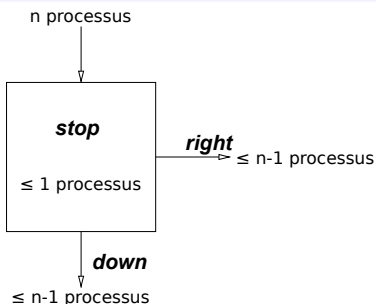 n processus
stop
right
≤ n-1 processus
≤ 1 processus
down
≤ n-1 processus